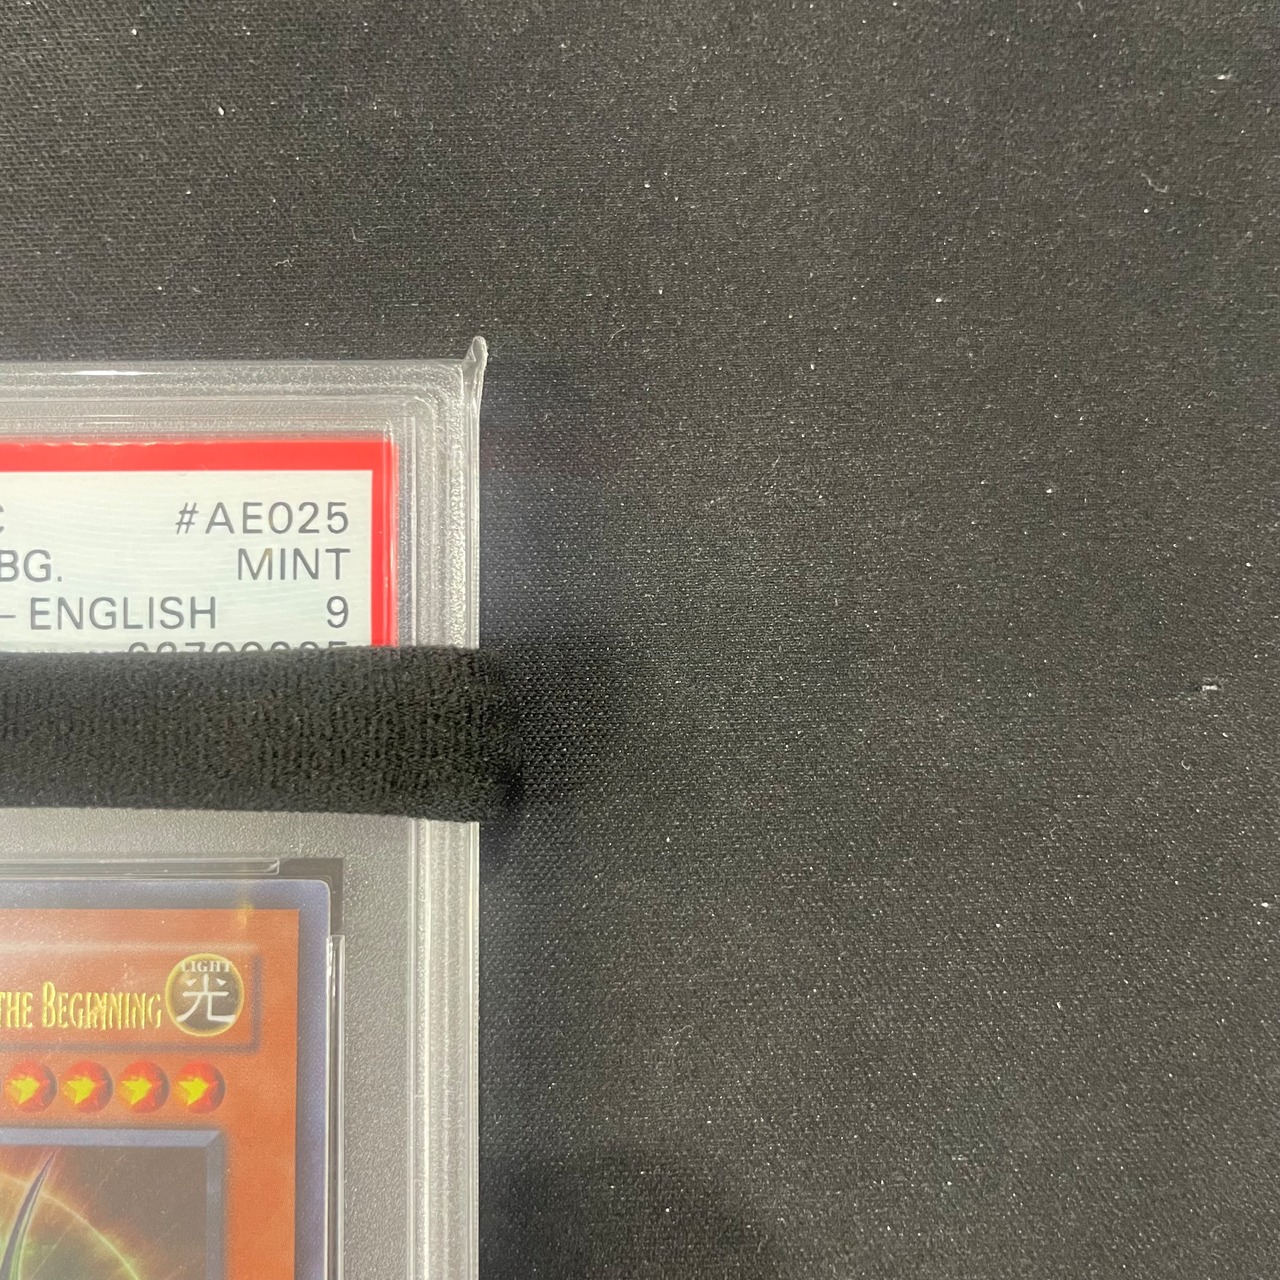 #AE025
BG. MINT
– ENGLISH 9
THE BEGINNING
LIGHT
光